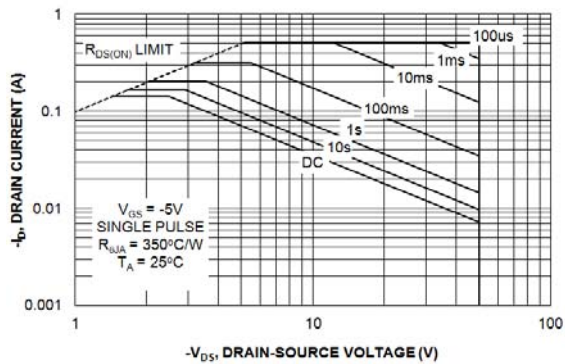 1
R_DS(ON) LIMIT
100us
1ms
10ms
0.1
100ms
1s
10s
DC
V_GS = -5V
SINGLE PULSE
R_θJA = 350°C/W
T_A = 25°C
0.01
0.001
1
10
100
-I_D, DRAIN CURRENT (A)
-V_DS, DRAIN-SOURCE VOLTAGE (V)